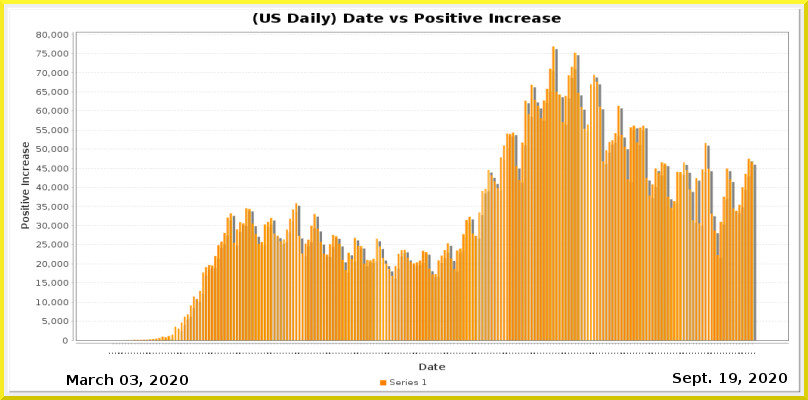 (US Daily) Date vs Positive Increase
80,000
75,000
70,000
65,000
60,000
55,000
50,000
45,000
40,000
35,000
30,000
25,000
20,000
15,000
10,000
5,000
0
Positive Increase
Date
March 03, 2020
Sept. 19, 2020
Series 1